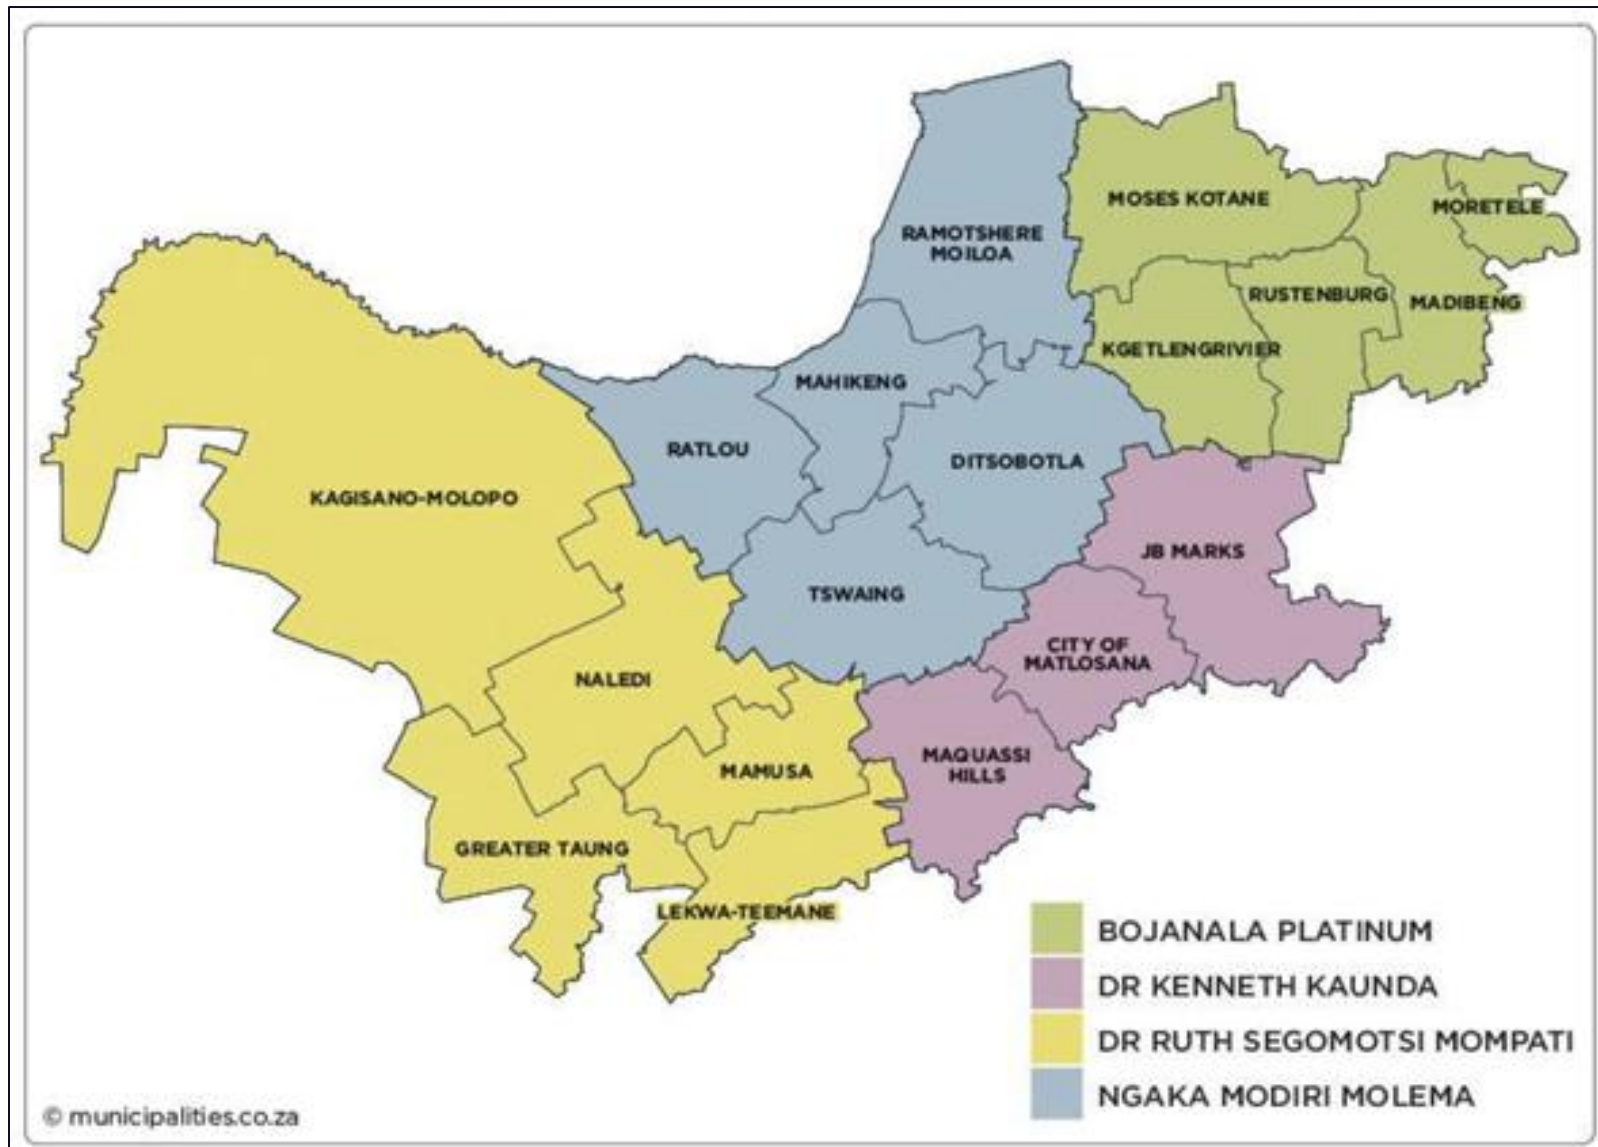 MOSES KOTANE
MORETELE
RAMOTSHERE
MOILOA
RUSTENBURG
MADIBENG
KGETLENGRIVIER
MAHIKENG
RATLOU
DITSOBOTLA
KAGISANO-MOLOPO
JB MARKS
TSWAING
CITY OF
MATLOSANA
NALEDI
MAQUASSI
HILLS
MAMUSA
GREATER TAUNG
LEKWA-TEEMANE
BOJANALA PLATINUM
DR KENNETH KAUNDA
DR RUTH SEGOMOTSI MOMPATI
NGAKA MODIRI MOLEMA
© municipalities.co.za